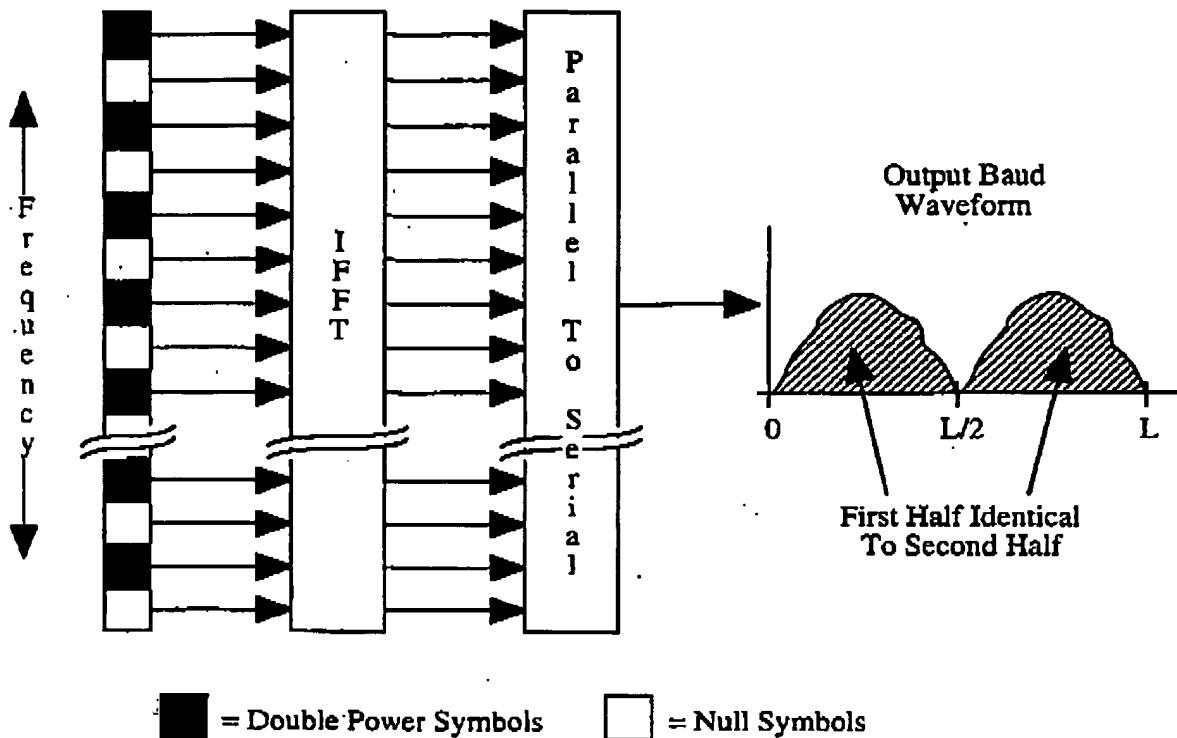 Frequency
IFFT
Parallel To Serial
Output Baud
Waveform
0
L/2
L
First Half Identical
To Second Half
= Double Power Symbols
= Null Symbols